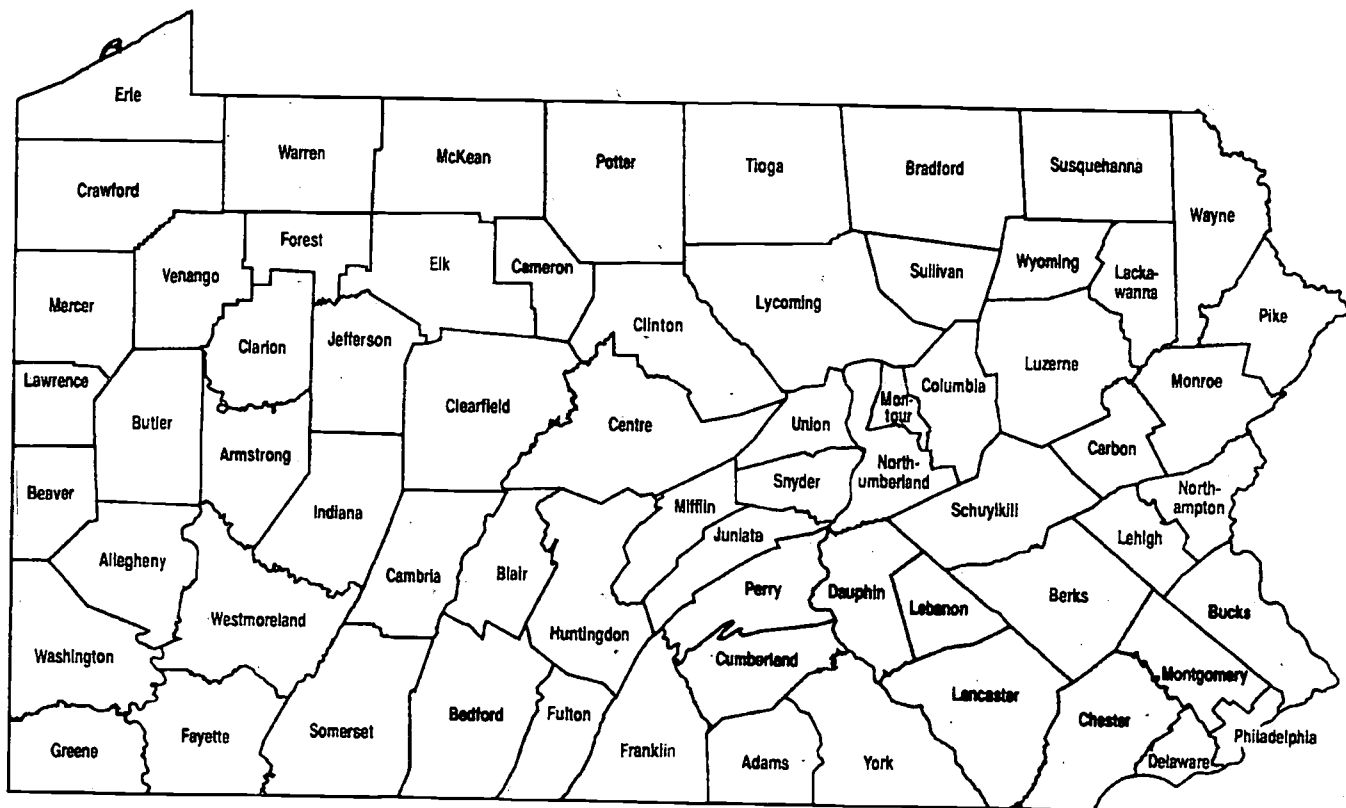 Erie
Warren
McKean
Potter
Tioga
Bradford
Susquehanna
Crawford
Wayne
Forest
Venango
Elk
Cameron
Sullivan
Wyoming
Lacka-
wanna
Mercer
Lycoming
Pike
Clinton
Clarion
Jefferson
Luzerne
Monroe
Lawrence
Columbia
Mon-
tour
Clearfield
Butler
Centre
Union
Carbon
Armstrong
North-
umberland
Beaver
Snyder
North-
ampton
Mifflin
Indiana
Schuylkill
Juniata
Lehigh
Allegheny
Cambria
Blair
Perry
Dauphin
Lebanon
Berks
Bucks
Westmoreland
Huntingdon
Washington
Cumberland
Montgomery
Lancaster
Bedford
Fulton
Chester
Somerset
Fayette
Greene
Franklin
Adams
York
Delaware
Philadelphia